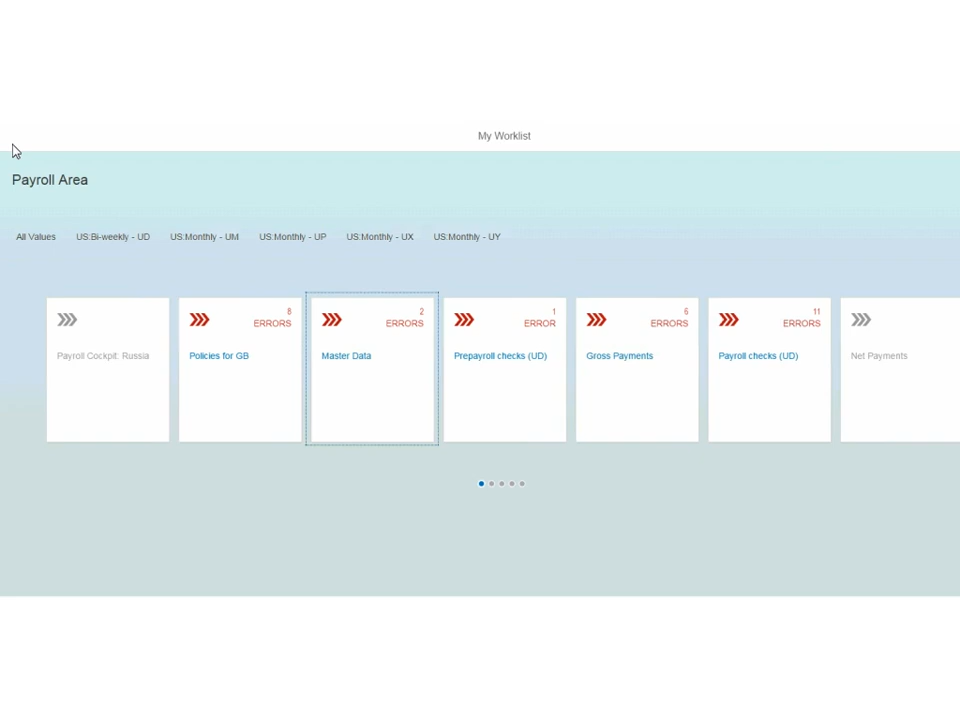 My Worklist
Payroll Area
All Values US:Bi-weekly - UD US:Monthly - UM US:Monthly - UP US:Monthly - UX US:Monthly - UY
Payroll Cockpit: Russia
8
ERRORS
Policies for GB
2
ERRORS
Master Data
1
ERROR
Prepayroll checks (UD)
6
ERRORS
Gross Payments
11
ERRORS
Payroll checks (UD)
Net Payments